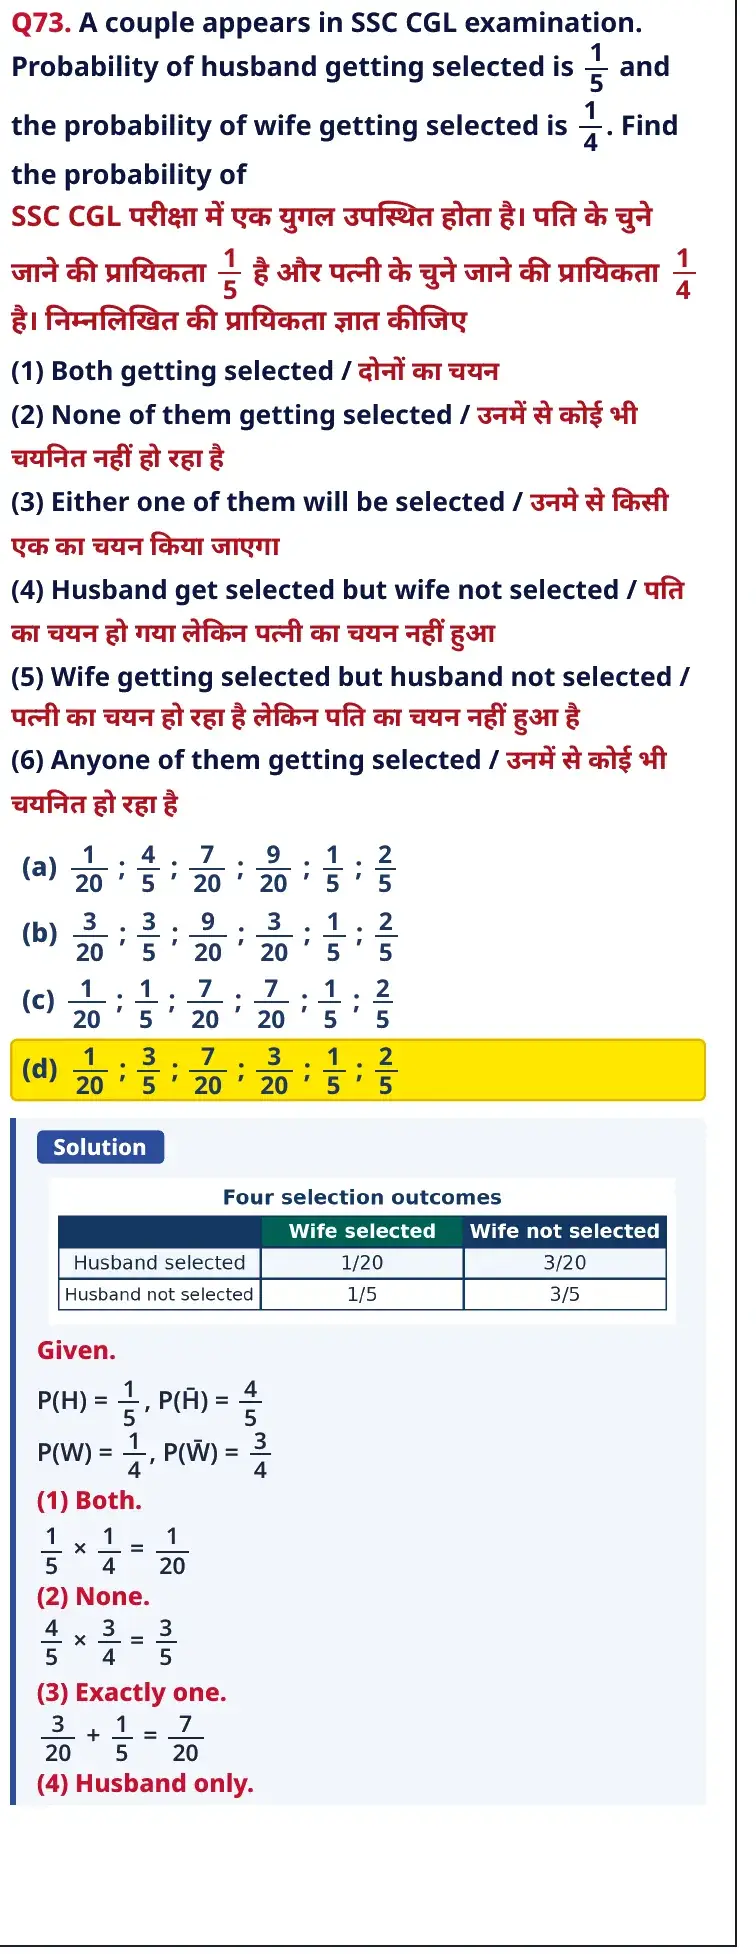 Q73. A couple appears in SSC CGL examination.
Probability of husband getting selected is 1/5 and
the probability of wife getting selected is 1/4. Find
the probability of
SSC CGL परीक्षा में एक युगल उपस्थित होता है। पति के चुने
जाने की प्रायिकता 1/5 है और पत्नी के चुने जाने की प्रायिकता 1/4
है। निम्नलिखित की प्रायिकता ज्ञात कीजिए
(1) Both getting selected / दोनों का चयन
(2) None of them getting selected / उनमें से कोई भी
चयनित नहीं हो रहा है
(3) Either one of them will be selected / उनमे से किसी
एक का चयन किया जाएगा
(4) Husband get selected but wife not selected / पति
का चयन हो गया लेकिन पत्नी का चयन नहीं हुआ
(5) Wife getting selected but husband not selected /
पत्नी का चयन हो रहा है लेकिन पति का चयन नहीं हुआ है
(6) Anyone of them getting selected / उनमें से कोई भी
चयनित हो रहा है
(a) 1/20 ; 4/5 ; 7/20 ; 9/20 ; 1/5 ; 2/5
(b) 3/20 ; 3/5 ; 9/20 ; 3/20 ; 1/5 ; 2/5
(c) 1/20 ; 1/5 ; 7/20 ; 7/20 ; 1/5 ; 2/5
(d) 1/20 ; 3/5 ; 7/20 ; 3/20 ; 1/5 ; 2/5
Solution
Four selection outcomes
Wife selected Wife not selected
Husband selected 1/20 3/20
Husband not selected 1/5 3/5
Given.
P(H) = 1/5, P(H̄) = 4/5
P(W) = 1/4, P(W̄) = 3/4
(1) Both.
1/5 × 1/4 = 1/20
(2) None.
4/5 × 3/4 = 3/5
(3) Exactly one.
3/20 + 1/5 = 7/20
(4) Husband only.